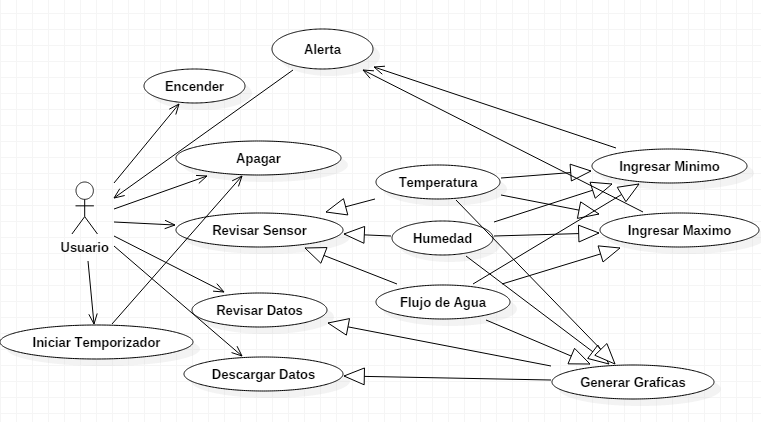 Alerta
Encender
Apagar
Temperatura
Ingresar Minimo
Usuario
Revisar Sensor
Humedad
Ingresar Maximo
Revisar Datos
Flujo de Agua
Iniciar Temporizador
Descargar Datos
Generar Graficas